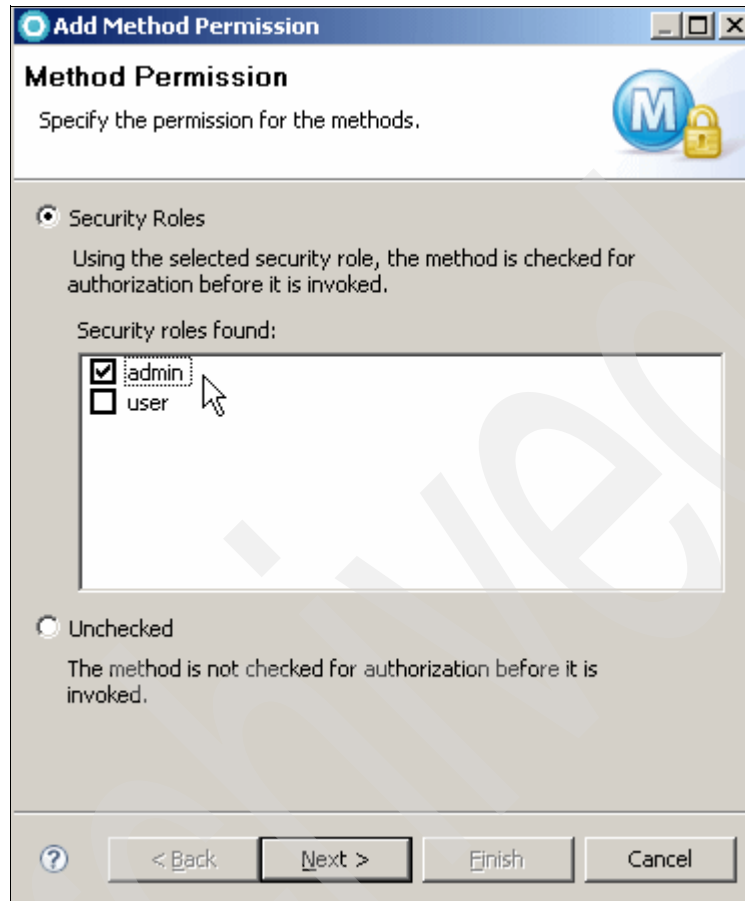 Add Method Permission
Method Permission
Specify the permission for the methods.
M
Security Roles
Using the selected security role, the method is checked for
authorization before it is invoked.
Security roles found:
admin
user
Unchecked
The method is not checked for authorization before it is
invoked.
?
< Back
Next >
Finish
Cancel